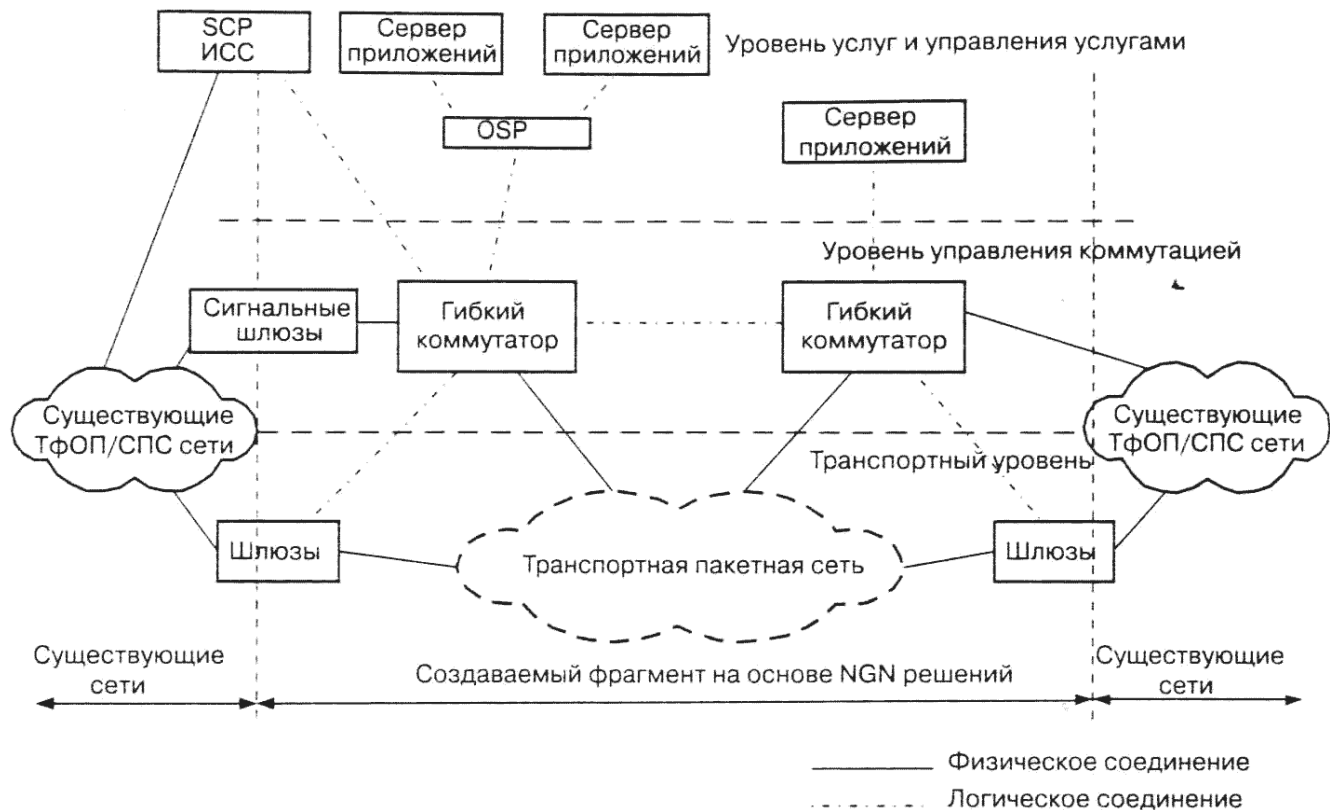 SCP
ИСС
Сервер
приложений
Сервер
приложений
Уровень услуг и управления услугами
OSP
Сервер
приложений
Уровень управления коммутацией
Сигнальные
шлюзы
Гибкий
коммутатор
Гибкий
коммутатор
Существующие
ТфОП/СПС сети
Существующие
ТфОП/СПС сети
Транспортный уровень
Шлюзы
Транспортная пакетная сеть
Шлюзы
Существующие
сети
Создаваемый фрагмент на основе NGN решений
Существующие
сети
Физическое соединение
Логическое соединение